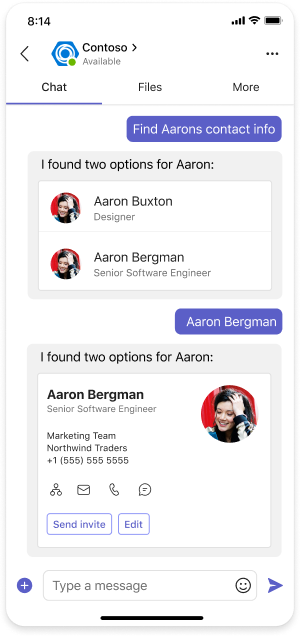 8:14
Contoso
Available
Chat Files More
Find Aarons contact info
I found two options for Aaron:
Aaron Buxton
Designer
Aaron Bergman
Senior Software Engineer
Aaron Bergman
I found two options for Aaron:
Aaron Bergman
Senior Software Engineer
Marketing Team
Northwind Traders
+1 (555) 555 5555
Send invite Edit
Type a message